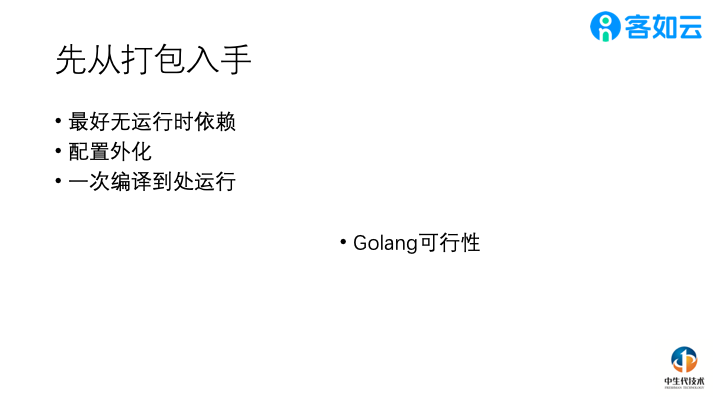 客如云
先从打包入手
• 最好无运行时依赖
• 配置外化
• 一次编译到处运行
• Golang可行性
中生代技术